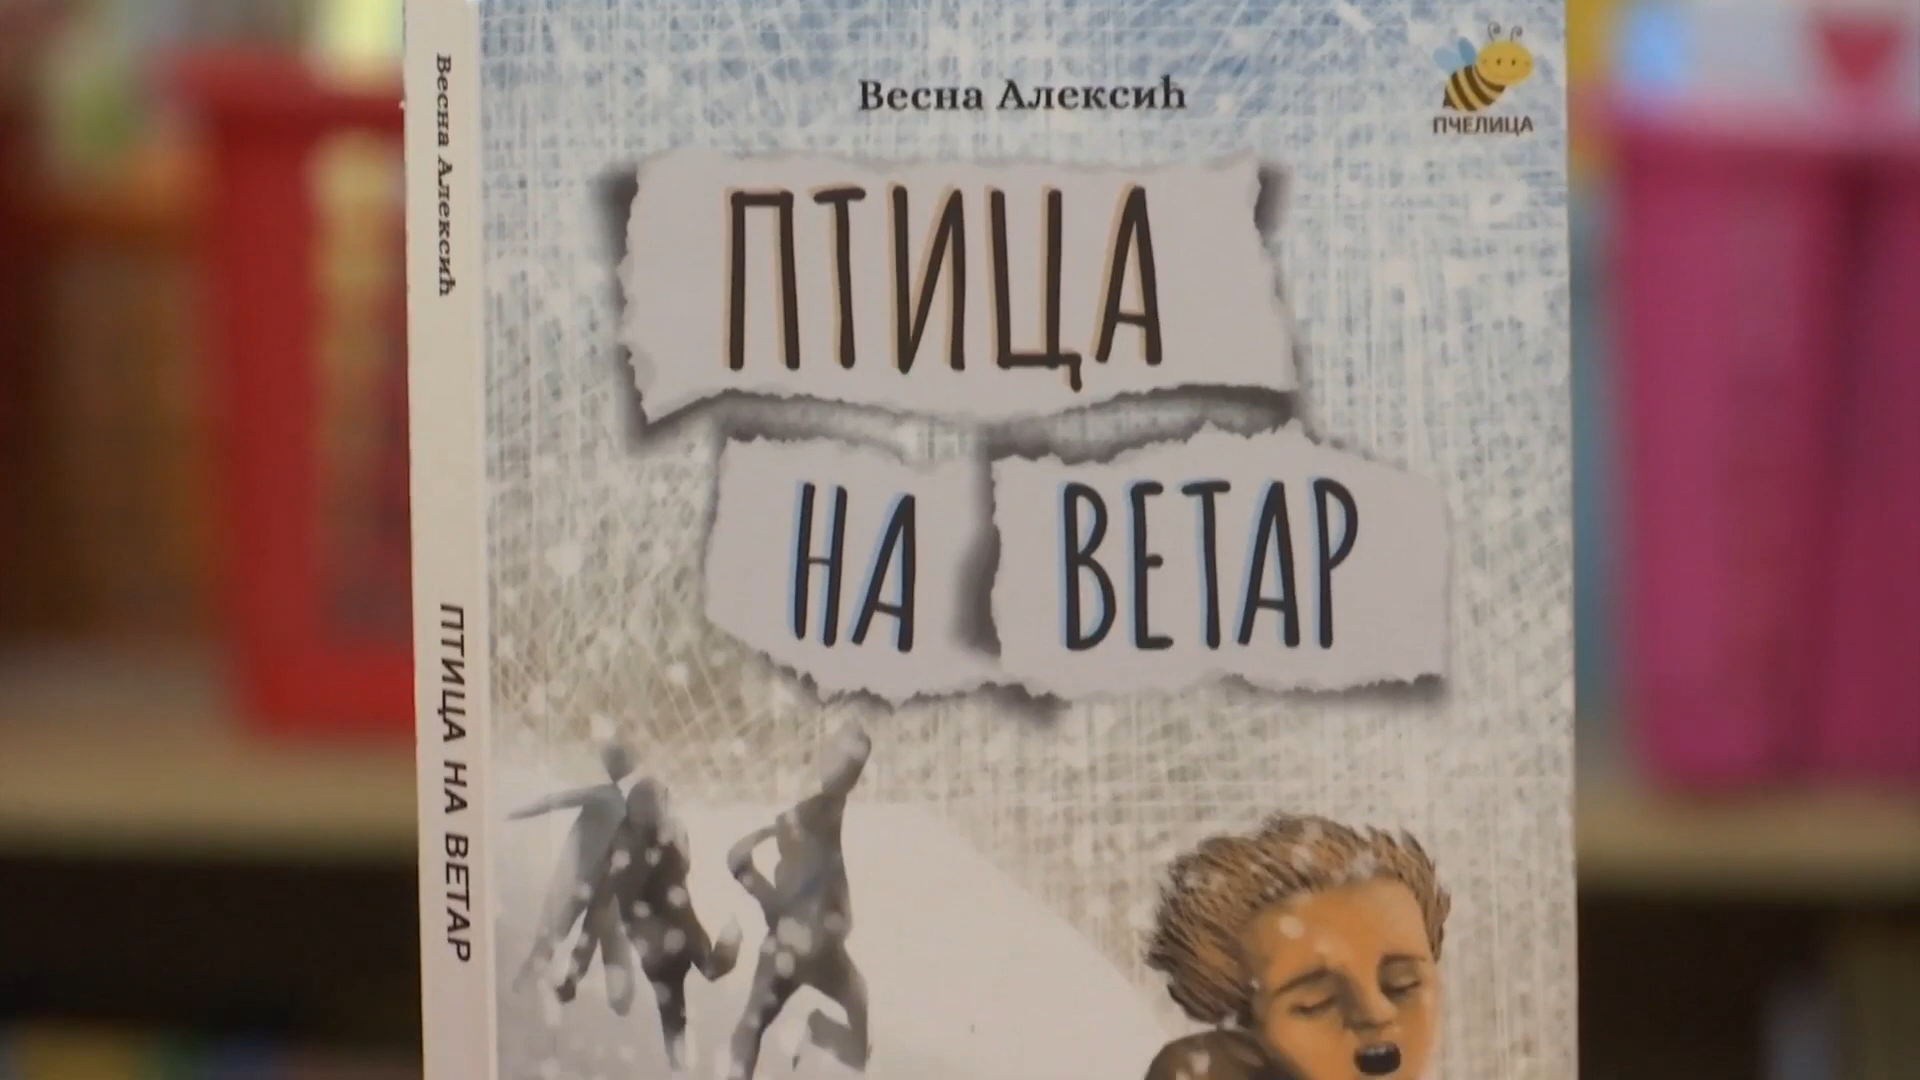 Весна Алексић
ПЧЕЛИЦА
ПТИЦА
НА ВЕТАР
Весна Алексић
ПТИЦА НА ВЕТАР